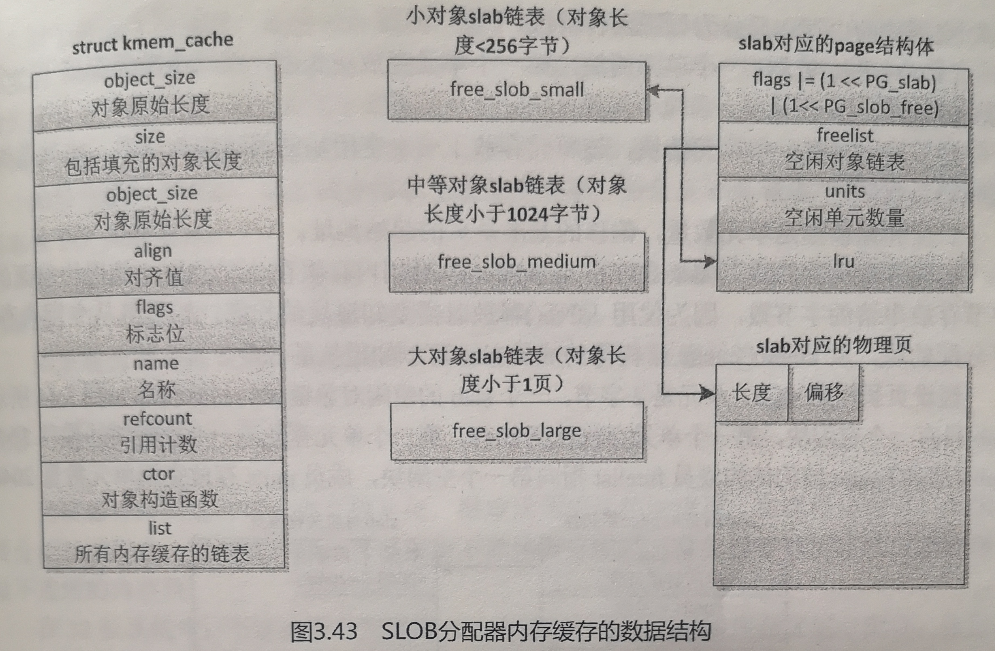 struct kmem_cache
object_size
对象原始长度
size
包括填充的对象长度
object_size
对象原始长度
align
对齐值
flags
标志位
name
名称
refcount
引用计数
ctor
对象构造函数
list
所有内存缓存的链表
小对象slab链表（对象长
度<256字节）
free_slob_small
中等对象slab链表（对象
长度小于1024字节）
free_slob_medium
大对象slab链表（对象长
度小于1页）
free_slob_large
slab对应的page结构体
flags |= (1 << PG_slab)
| (1<< PG_slob_free)
freelist
空闲对象链表
units
空闲单元数量
lru
slab对应的物理页
长度
偏移
图3.43 SLOB分配器内存缓存的数据结构